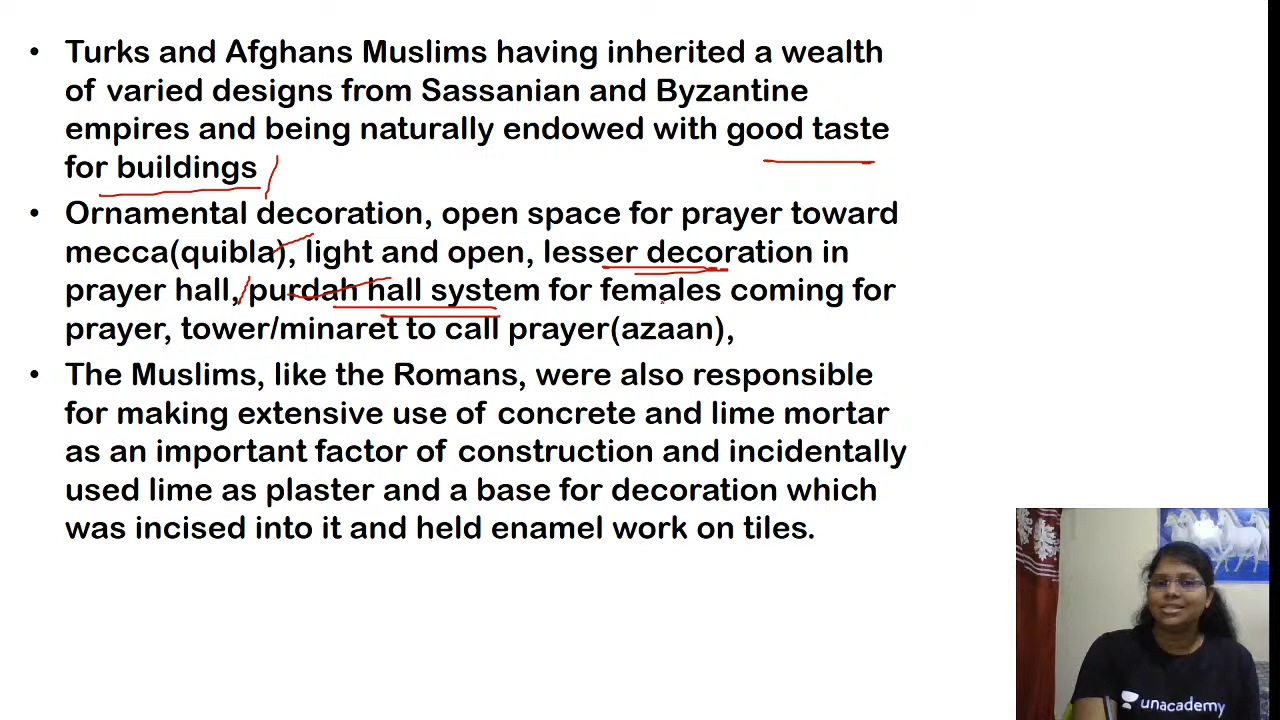 • Turks and Afghans Muslims having inherited a wealth
of varied designs from Sassanian and Byzantine
empires and being naturally endowed with good taste
for buildings
• Ornamental decoration, open space for prayer toward
mecca(quibla), light and open, lesser decoration in
prayer hall, purdah hall system for females coming for
prayer, tower/minaret to call prayer(azaan),
• The Muslims, like the Romans, were also responsible
for making extensive use of concrete and lime mortar
as an important factor of construction and incidentally
used lime as plaster and a base for decoration which
was incised into it and held enamel work on tiles.
unacademy